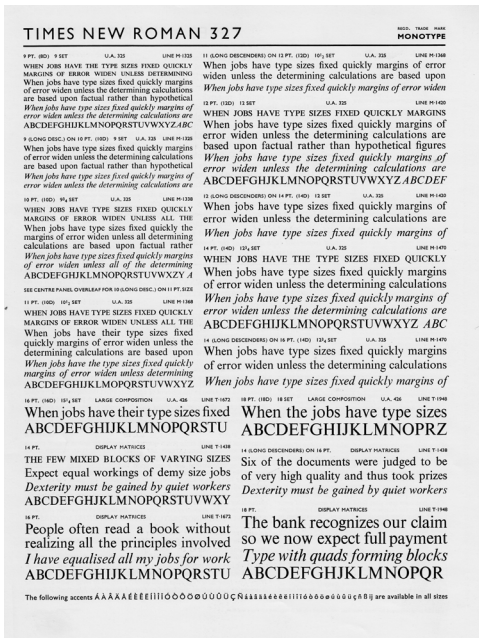 TIMES NEW ROMAN 327
REGD. TRADE MARK
MONOTYPE
9 PT. (8D) 9 SET U.A. 325 LINE M·1325
WHEN JOBS HAVE THE TYPE SIZES FIXED QUICKLY
MARGINS OF ERROR WIDEN UNLESS DETERMINING
When jobs have type sizes fixed quickly margins
of error widen unless the determining calculations
are based upon factual rather than hypothetical
When jobs have type sizes fixed quickly margins of
error widen unless the determining calculations are
ABCDEFGHIJKLMNOPQRSTUVWXYZ ABC
9 (LONG DESC.) ON 10 PT. (10D) 9 SET U.A. 325 LINE M·1325
When jobs have type sizes fixed quickly margins
of error widen unless the determining calculations
are based upon factual rather than hypothetical
When jobs have type sizes fixed quickly margins of
error widen unless the determining calculations are
10 PT. (10D) 9¾ SET U.A. 325 LINE M·1338
WHEN JOBS HAVE TYPE SIZES FIXED QUICKLY
MARGINS OF ERROR WIDEN UNLESS ALL THE
When jobs have type sizes fixed quickly the
margins of error widen unless all determining
calculations are based upon factual rather
When jobs have type sizes fixed quickly margins
of error widen unless all of the determining
ABCDEFGHIJKLMNOPQRSTUVWXYZY A
SEE CENTRE PANEL OVERLEAF FOR 10 (LONG DISC.) ON 11 PT. SIZE
11 PT. (10D) 10½ SET U.A. 325 LINE M·1368
WHEN JOBS HAVE TYPE SIZES FIXED QUICKLY
MARGINS OF ERROR WIDEN UNLESS ALL THE
When jobs have their type sizes fixed
quickly margins of error widen unless the
determining calculations are based upon
When jobs have the type sizes fixed quickly
margins of error widen unless determining
ABCDEFGHIJKLMNOPQRSTUVWXYZ
16 PT. (16D) LARGE COMPOSITION U.A. 426 LINE T·1672
When jobs have their type sizes fixed
ABCDEFGHIJKLMNOPQRSTU
14 PT. DISPLAY MATRICES LINE T·1438
THE FEW MIXED BLOCKS OF VARYING SIZES
Expect equal workings of demy size jobs
Dexterity must be gained by quiet workers
ABCDEFGHJKLMNOPQRSTUVWXY
16 PT. DISPLAY MATRICES LINE T·1672
People often read a book without
realizing all the principles involved
I have equalised all my jobs for work
ABCDEFGHIJKLMNOPQRSTU
11 (LONG DESCENDERS) ON 12 PT. (12D) 10½ SET U.A. 325 LINE M·1368
When jobs have type sizes fixed quickly margins of error
widen unless the determining calculations are based upon
When jobs have type sizes fixed quickly margins of error widen
12 PT. (12D) 12 SET U.A. 325 LINE M·1420
WHEN JOBS HAVE TYPE SIZES FIXED QUICKLY MARGINS
When jobs have type sizes fixed quickly margins of
error widen unless the determining calculations are
based upon factual rather than hypothetical figures
When jobs have type sizes fixed quickly margins of
error widen unless the determining calculations are
ABCDEFGHJKLMNOPQRSTUVWXYZ ABCDEF
12 (LONG DESCENDERS) ON 14 PT. (14D) 12 SET U.A. 325 LINE M·1420
When jobs have type sizes fixed quickly margins of
error widen unless the determining calculations are
When jobs have type sizes fixed quickly margins of
14 PT. (14D) U.A. 325 LINE M·1470
WHEN JOBS HAVE THE TYPE SIZES FIXED QUICKLY
When jobs have type sizes fixed quickly margins
of error widen unless the determining calculations
When jobs have type sizes fixed quickly margins of
error widen unless the determining calculations are
ABCDEFGHIJKLMNOPQRSTUVWXYZ ABC
14 (LONG DESCENDERS) ON 16 PT. (14D) U.A. 325 LINE M·1470
When jobs have type sizes fixed quickly margins
of error widen unless the determining calculations
When jobs have type sizes fixed quickly margins of
18 PT. (18D) 18 SET LARGE COMPOSITION U.A. 426 LINE T·1948
When the jobs have type sizes
ABCDEFGHIJKLMNOPRZ
14 (LONG DESCENDERS) ON 16 PT. DISPLAY MATRICES LINE T·1438
Six of the documents were judged to be
of very high quality and thus took prizes
Dexterity must be gained by quiet workers
18 PT. DISPLAY MATRICES LINE T·1948
The bank recognizes our claim
so we now expect full payment
Type with quads forming blocks
ABCDEFGHIJKLMNOPQR
The following accents are available in all sizes